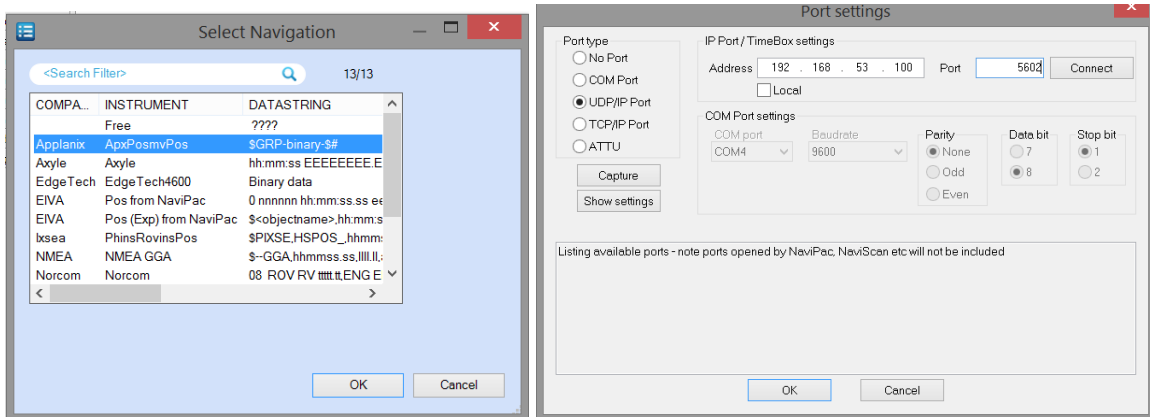 Select Navigation
<Search Filter>
13/13
COMPA... INSTRUMENT DATASTRING
Free ????
Applanix ApxPosmvPos $GRP-binary-$#
Axyle Axyle hh:mm:ss EEEEEEEE.E
EdgeTech EdgeTech4600 Binary data
EIVA Pos from NaviPac 0 nnnnnn hh:mm:ss.ss ee
EIVA Pos (Exp) from NaviPac $<objectname>,hh:mm:s
Ixsea PhinsRovinsPos $PIXSE,HSPOS_,hhmm:
NMEA NMEA GGA $--GGA,hhmmss.ss,llll.ll,
Norcom Norcom 08 ROV RV tttttt.tt,ENG E
OK Cancel
Port settings
Port type
No Port
COM Port
UDP/IP Port
TCP/IP Port
ATTU
Capture
Show settings
IP Port / TimeBox settings
Address 192 . 168 . 53 . 100 Port 5602 Connect
Local
COM Port settings
COM port Baudrate Parity Data bit Stop bit
COM4 9600 None 7 1
Odd 8 2
Even
Listing available ports - note ports opened by NaviPac, NaviScan etc will not be included
OK Cancel